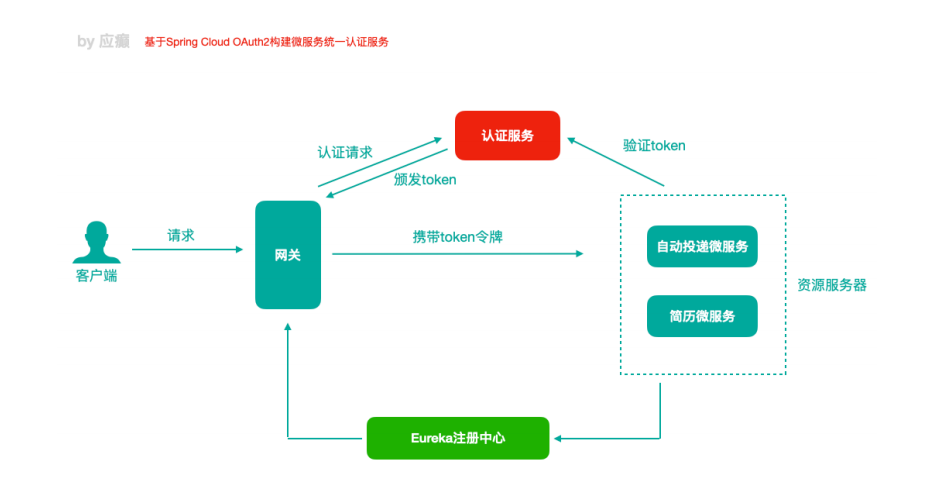 by 应癫 基于Spring Cloud OAuth2构建微服务统一认证服务
认证服务
认证请求
颁发token
验证token
请求
网关
携带token令牌
客户端
自动投递微服务
简历微服务
资源服务器
Eureka注册中心